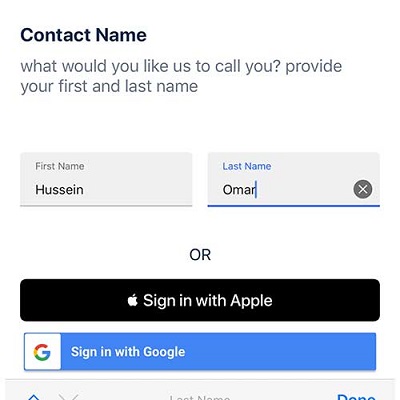 Contact Name
what would you like us to call you? provide
your first and last name
First Name
Last Name
Hussein
Omar
OR
Sign in with Apple
Sign in with Google
Last Name
Done